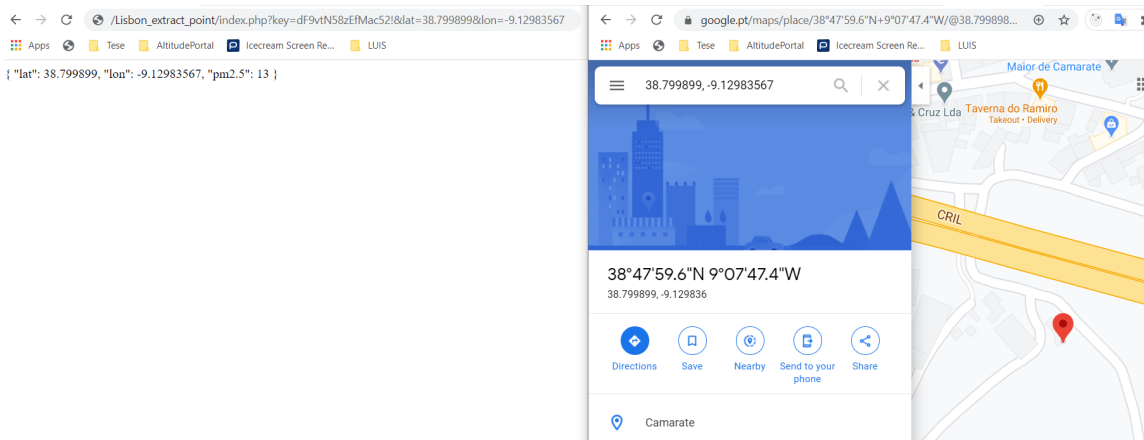 /Lisbon_extract_point/index.php?key=dF9vtN58zEfMac52!&lat=38.799899&lon=-9.12983567
Apps Tese AltitudePortal Icecream Screen Re... LUIS
{ "lat": 38.799899, "lon": -9.12983567, "pm2.5": 13 }
google.pt/maps/place/38°47'59.6"N+9°07'47.4"W/@38.799898...
Apps Tese AltitudePortal Icecream Screen Re... LUIS
38.799899, -9.12983567
38°47'59.6"N 9°07'47.4"W
38.799899, -9.129836
Directions
Save
Nearby
Send to your
phone
Share
Camarate
Maior de Camarate
& Cruz Lda
Taverna do Ramiro
Takeout • Delivery
CRIL